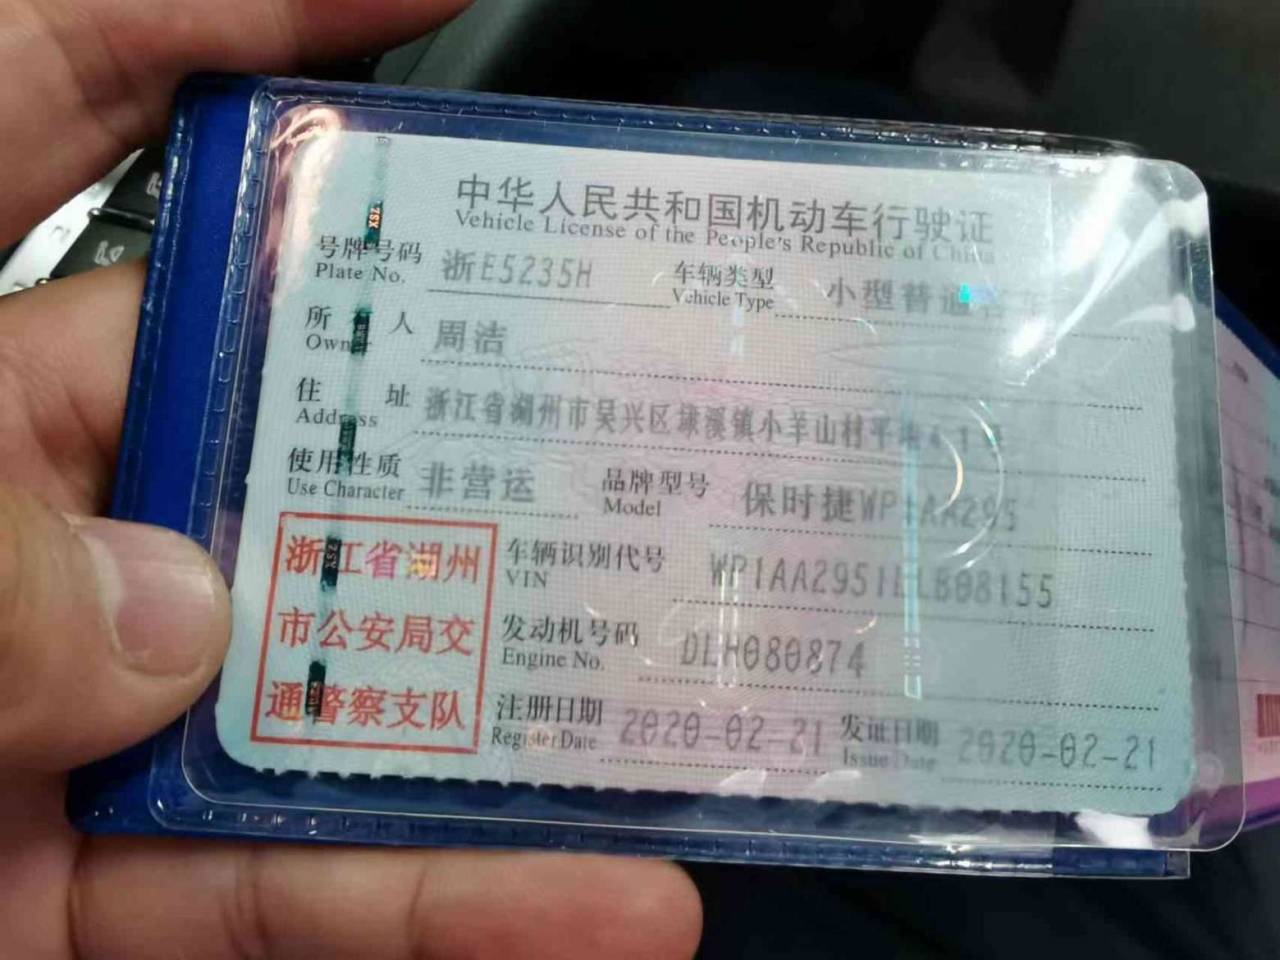 中华人民共和国机动车行驶证
Vehicle License of the People's Republic of China
号牌号码 浙E5235H 车辆类型 小型普通客车
Plate No. Vehicle Type
所有人 周洁
Owner
住址 浙江省湖州市吴兴区埭溪镇小羊山村平
Address
使用性质 非营运 品牌型号 保时捷WP1AA295
Use Character Model
浙江省湖州
市公安局交
通警察支队
车辆识别代号 WP1AA2951ELB08155
VIN
发动机号码 DLH080874
Engine No.
注册日期 2020-02-21 发证日期 2020-02-21
Register Date Issue Date